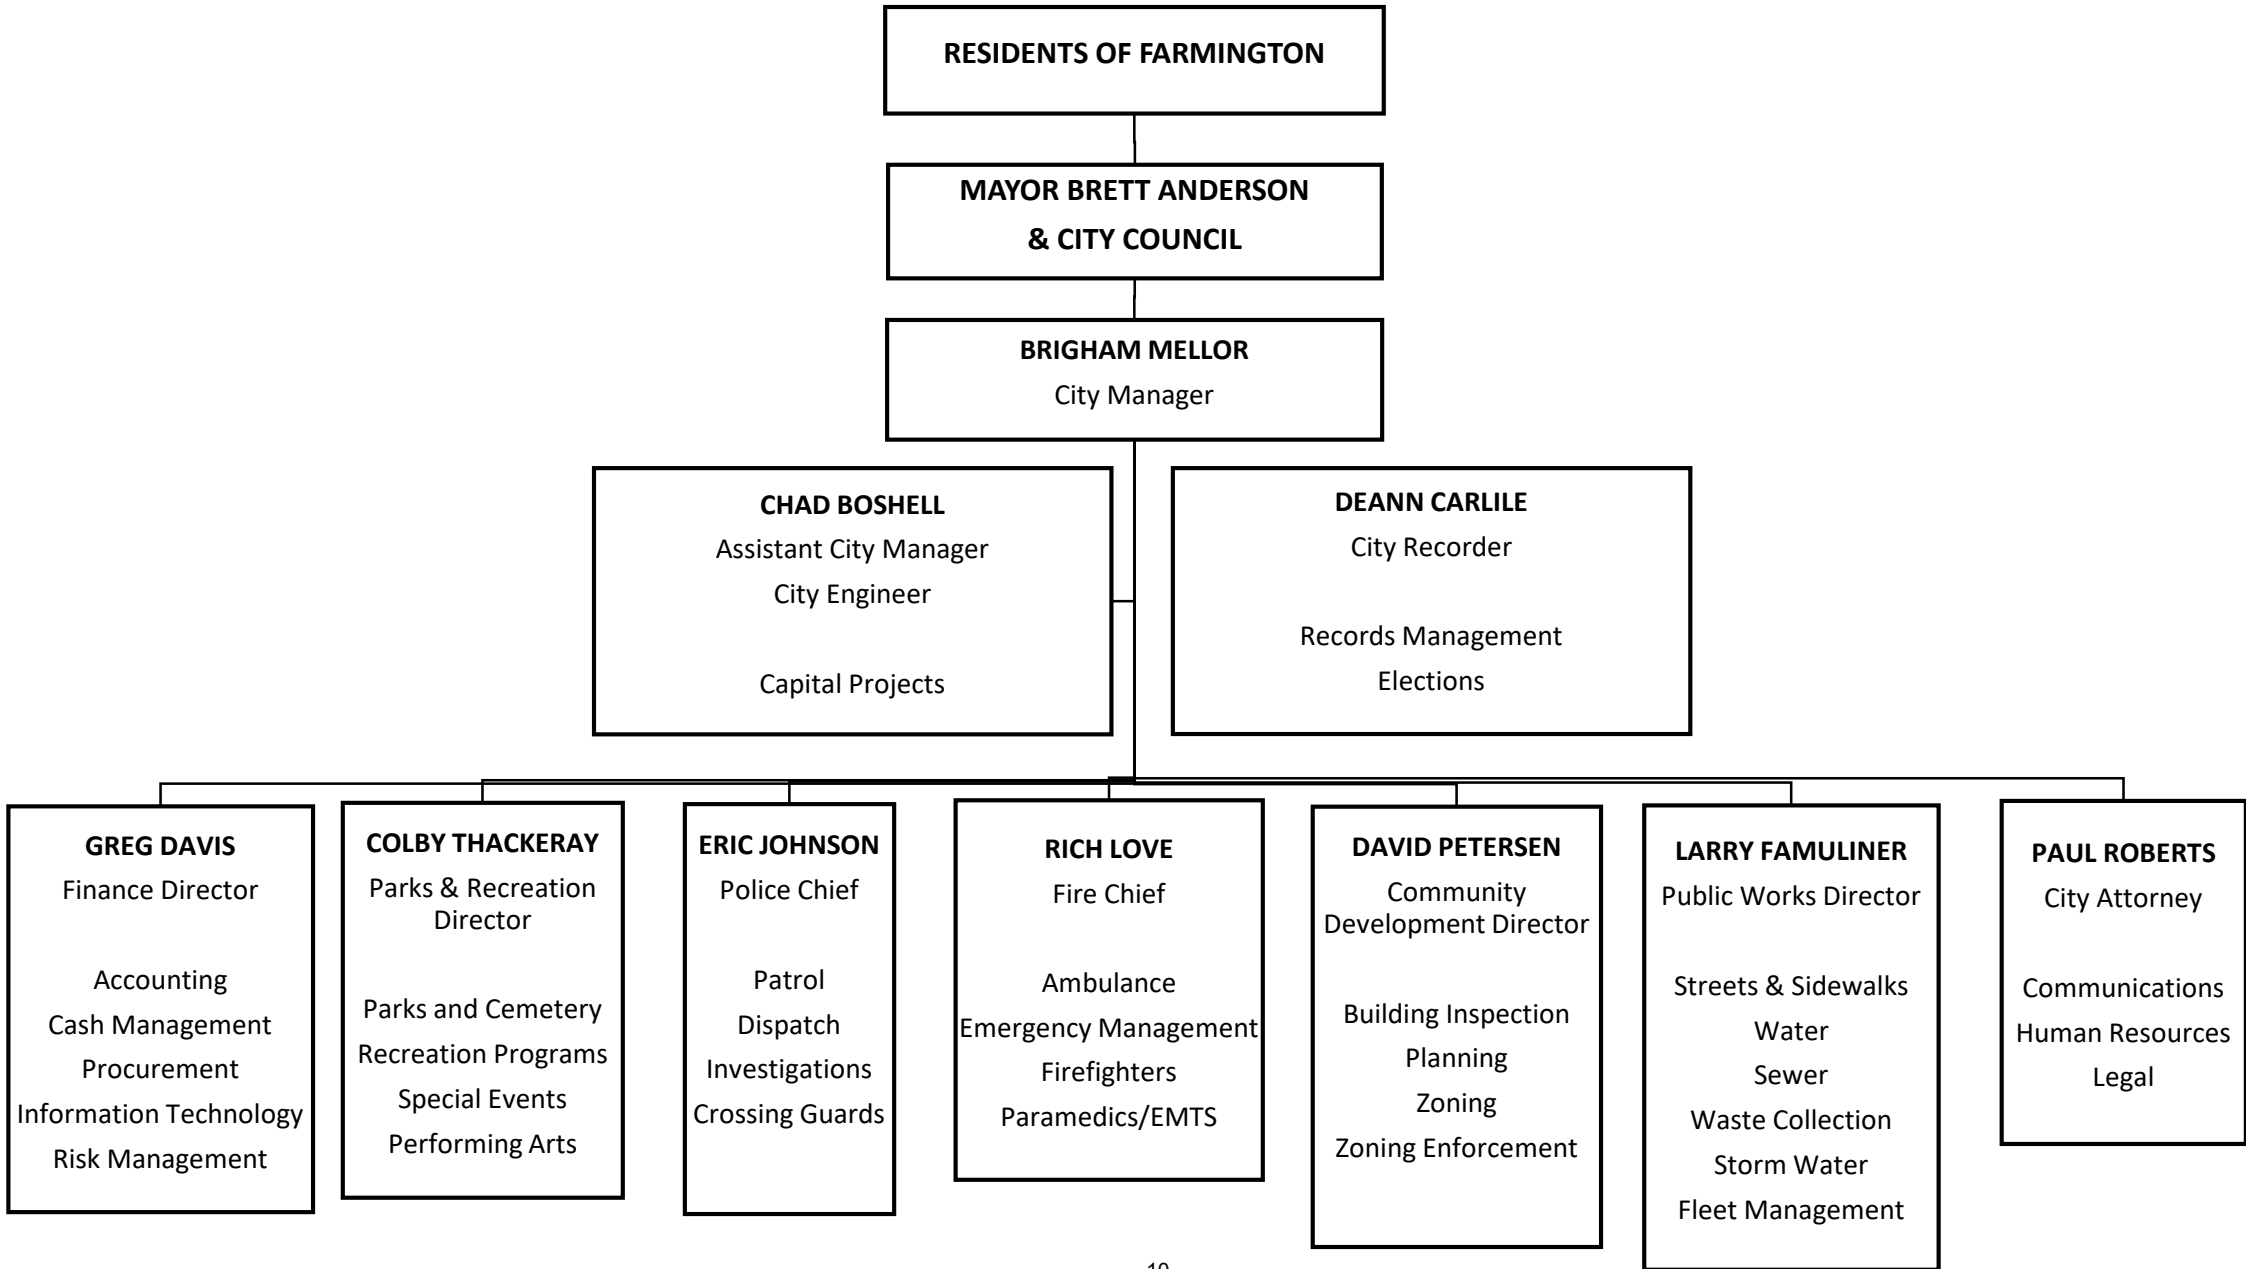 RESIDENTS OF FARMINGTON
MAYOR BRETT ANDERSON
& CITY COUNCIL
BRIGHAM MELLOR
City Manager
CHAD BOSHELL
Assistant City Manager
City Engineer
Capital Projects
DEANN CARLILE
City Recorder
Records Management
Elections
GREG DAVIS
Finance Director
Accounting
Cash Management
Procurement
Information Technology
Risk Management
COLBY THACKERAY
Parks & Recreation
Director
Parks and Cemetery
Recreation Programs
Special Events
Performing Arts
ERIC JOHNSON
Police Chief
Patrol
Dispatch
Investigations
Crossing Guards
RICH LOVE
Fire Chief
Ambulance
Emergency Management
Firefighters
Paramedics/EMTS
DAVID PETERSEN
Community
Development Director
Building Inspection
Planning
Zoning
Zoning Enforcement
LARRY FAMULINER
Public Works Director
Streets & Sidewalks
Water
Sewer
Waste Collection
Storm Water
Fleet Management
PAUL ROBERTS
City Attorney
Communications
Human Resources
Legal
10